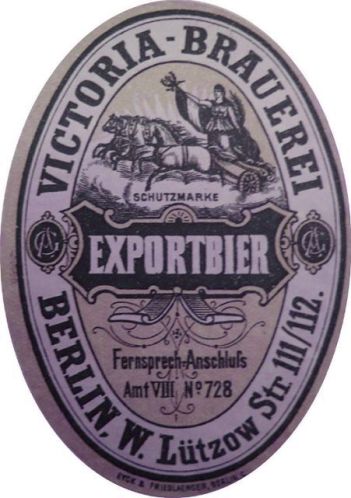 VICTORIA-BRAUEREI
SCHUTZMARKE
EXPORTBIER
Fernsprech-Anschluſs
Amt VIII Nº 728
BERLIN, W. Lützow Str. 111/112.